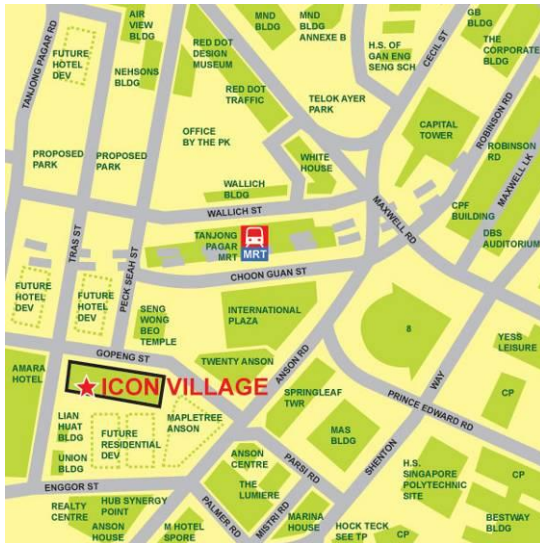 AIR
VIEW
BLDG
MND
BLDG
MND
BLDG
ANNEXE B
GB
BLDG
THE
CORPORATE
BLDG
TANJONG PAGAR RD
FUTURE
HOTEL
DEV
NEHSONS
BLDG
RED DOT
DESIGN
MUSEUM
H.S. OF
GAN ENG
SENG SCH
CECIL ST
RED DOT
TRAFFIC
TELOK AYER
PARK
CAPITAL
TOWER
ROBINSON RD
ROBINSON
RD
MAXWELL LK
OFFICE
BY THE PK
PROPOSED
PARK
PROPOSED
PARK
WHITE
HOUSE
WALLICH
BLDG
WALLICH ST
MAXWELL RD
CPF
BUILDING
DBS
AUDITORIUM
TRAS ST
PECK SEAH ST
TANJONG
PAGAR
MRT
MRT
CHOON GUAN ST
FUTURE
HOTEL
DEV
FUTURE
HOTEL
DEV
SENG
WONG
BEO
TEMPLE
INTERNATIONAL
PLAZA
8
YESS
LEISURE
GOPENG ST
TWENTY ANSON
ANSON RD
AMARA
HOTEL
ICON VILLAGE
SPRINGLEAF
TWR
PRINCE EDWARD RD
SHENTON WAY
CP
LIAN
HUAT
BLDG
FUTURE
RESIDENTIAL
DEV
MAPLETREE
ANSON
MAS
BLDG
UNION
BLDG
ANSON
CENTRE
PARSI RD
H.S.
SINGAPORE
POLYTECHNIC
SITE
CP
ENGGOR ST
THE
LUMIERE
REALTY
CENTRE
HUB SYNERGY
POINT
ANSON
HOUSE
M HOTEL
SPORE
PALMER RD
MISTRI RD
MARINA
HOUSE
HOCK TECK
SEE TP
CP
BESTWAY
BLDG